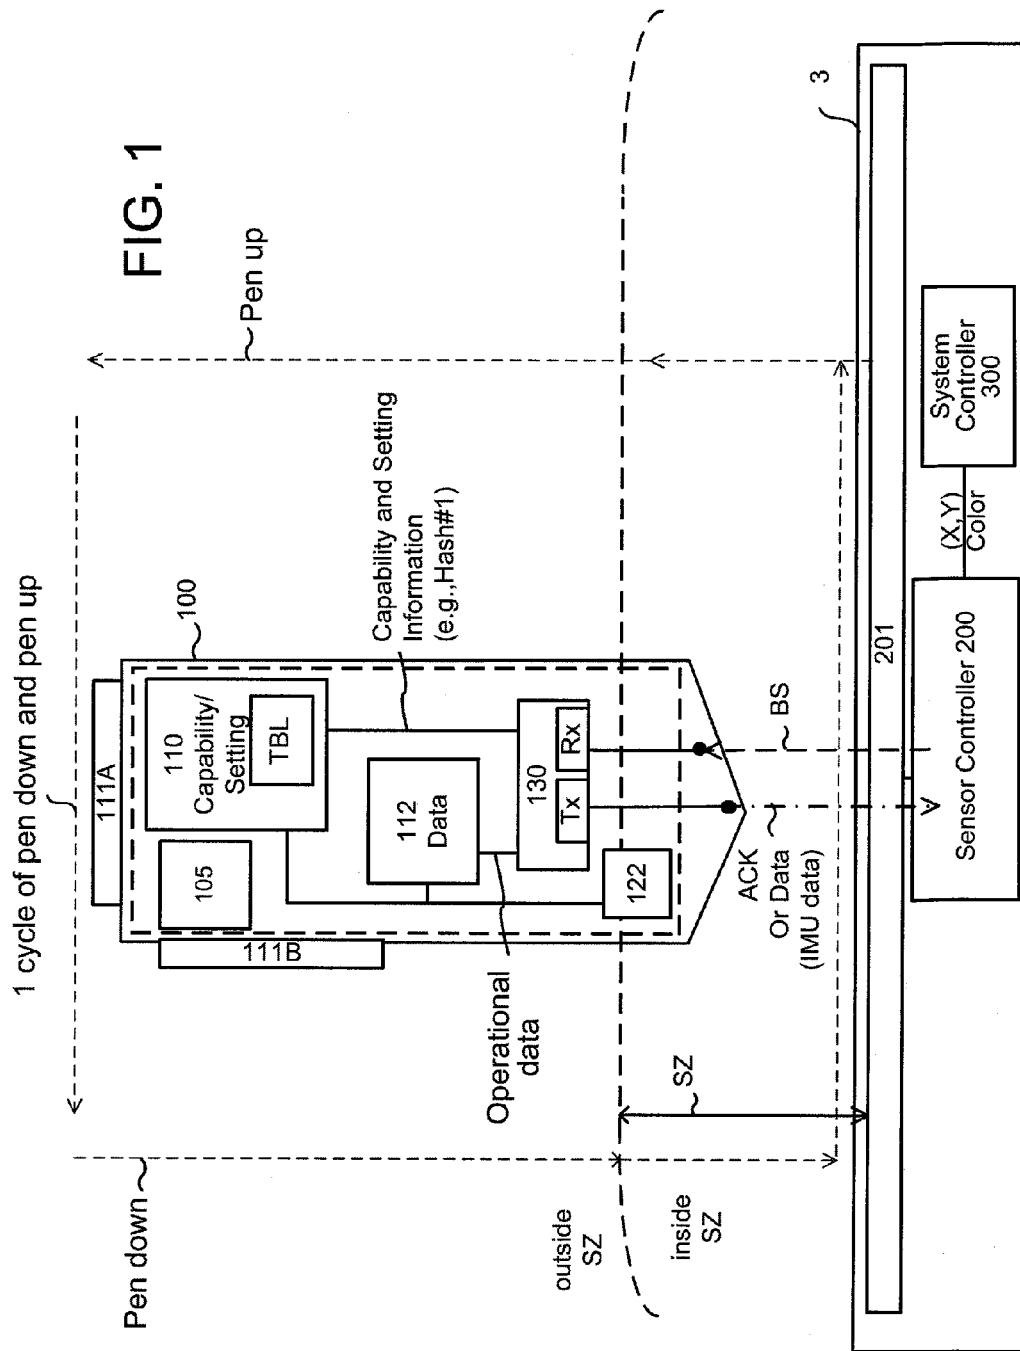 FIG. 1
1 cycle of pen down and pen up
Pen down
Pen up
111A
100
110
Capability/
Setting
TBL
105
111B
112
Data
130
Tx
Rx
122
Capability and Setting
Information
(e.g.,Hash#1)
Operational
data
outside
SZ
inside
SZ
SZ
ACK
Or Data
(IMU data)
BS
3
201
Sensor Controller 200
(X,Y)
Color
System
Controller
300